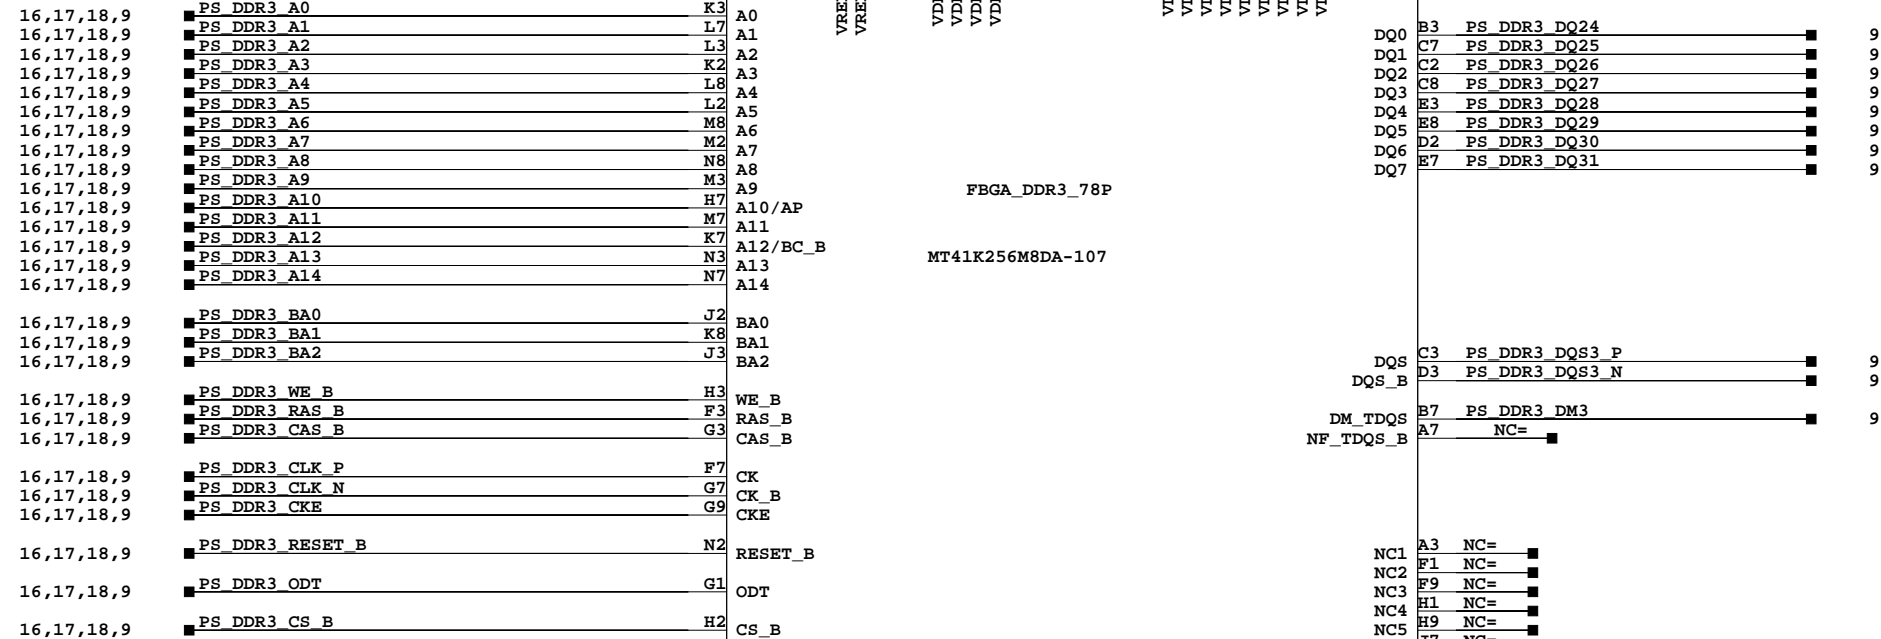 16,17,18,9 PS_DDR3_A0 K3 A0
16,17,18,9 PS_DDR3_A1 L7 A1
16,17,18,9 PS_DDR3_A2 L3 A2
16,17,18,9 PS_DDR3_A3 K2 A3
16,17,18,9 PS_DDR3_A4 L8 A4
16,17,18,9 PS_DDR3_A5 L2 A5
16,17,18,9 PS_DDR3_A6 M8 A6
16,17,18,9 PS_DDR3_A7 M2 A7
16,17,18,9 PS_DDR3_A8 N8 A8
16,17,18,9 PS_DDR3_A9 M3 A9
16,17,18,9 PS_DDR3_A10 H7 A10/AP
16,17,18,9 PS_DDR3_A11 M7 A11
16,17,18,9 PS_DDR3_A12 K7 A12/BC_B
16,17,18,9 PS_DDR3_A13 N3 A13
16,17,18,9 PS_DDR3_A14 N7 A14
16,17,18,9 PS_DDR3_BA0 J2 BA0
16,17,18,9 PS_DDR3_BA1 K8 BA1
16,17,18,9 PS_DDR3_BA2 J3 BA2
16,17,18,9 PS_DDR3_WE_B H3 WE_B
16,17,18,9 PS_DDR3_RAS_B F3 RAS_B
16,17,18,9 PS_DDR3_CAS_B G3 CAS_B
16,17,18,9 PS_DDR3_CLK_P F7 CK
16,17,18,9 PS_DDR3_CLK_N G7 CK_B
16,17,18,9 PS_DDR3_CKE G9 CKE
16,17,18,9 PS_DDR3_RESET_B N2 RESET_B
16,17,18,9 PS_DDR3_ODT G1 ODT
16,17,18,9 PS_DDR3_CS_B H2 CS_B
FBGA_DDR3_78P
MT41K256M8DA-107
DQ0 B3 PS_DDR3_DQ24 9
DQ1 C7 PS_DDR3_DQ25 9
DQ2 C2 PS_DDR3_DQ26 9
DQ3 C8 PS_DDR3_DQ27 9
DQ4 E3 PS_DDR3_DQ28 9
DQ5 E8 PS_DDR3_DQ29 9
DQ6 D2 PS_DDR3_DQ30 9
DQ7 E7 PS_DDR3_DQ31 9
DQS C3 PS_DDR3_DQS3_P 9
DQS_B D3 PS_DDR3_DQS3_N 9
DM_TDQS B7 PS_DDR3_DM3 9
NF_TDQS_B A7 NC=
NC1 A3 NC=
NC2 F1 NC=
NC3 F9 NC=
NC4 H1 NC=
NC5 H9 NC=